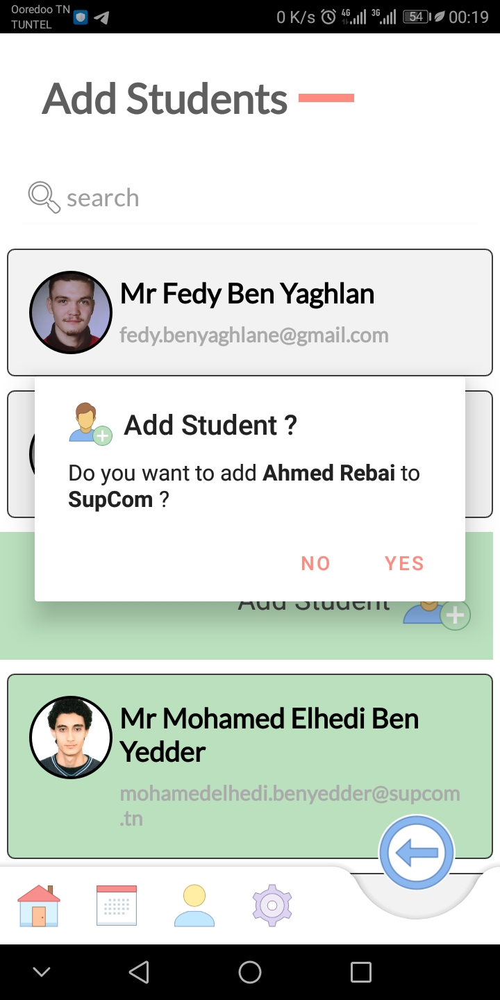 Ooredoo TN
TUNTEL
0 K/s 4G 3G 54 00:19
Add Students
search
Mr Fedy Ben Yaghlan
fedy.benyaghlane@gmail.com
Add Student ?
Do you want to add Ahmed Rebai to
SupCom ?
NO YES
Add Student
Mr Mohamed Elhedi Ben
Yedder
mohamedelhedi.benyedder@supcom
.tn